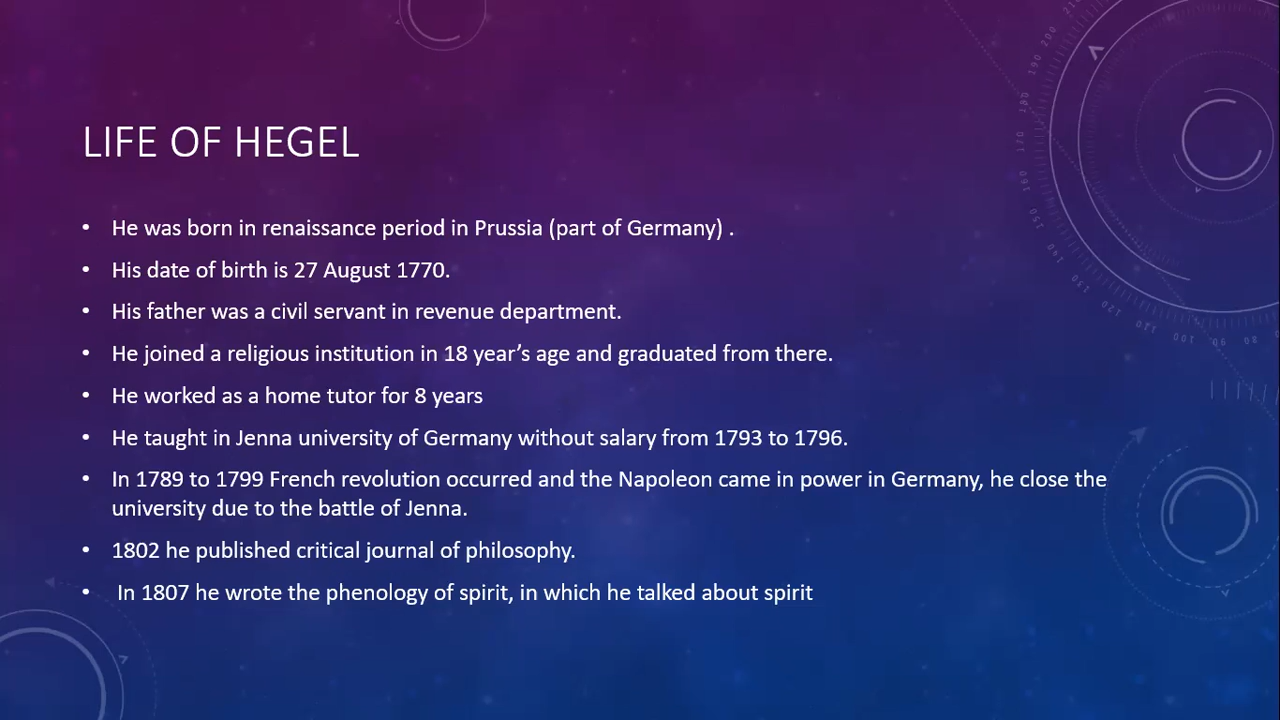 LIFE OF HEGEL
• He was born in renaissance period in Prussia (part of Germany) .
• His date of birth is 27 August 1770.
• His father was a civil servant in revenue department.
• He joined a religious institution in 18 year’s age and graduated from there.
• He worked as a home tutor for 8 years
• He taught in Jenna university of Germany without salary from 1793 to 1796.
• In 1789 to 1799 French revolution occurred and the Napoleon came in power in Germany, he close the
university due to the battle of Jenna.
• 1802 he published critical journal of philosophy.
• In 1807 he wrote the phenology of spirit, in which he talked about spirit